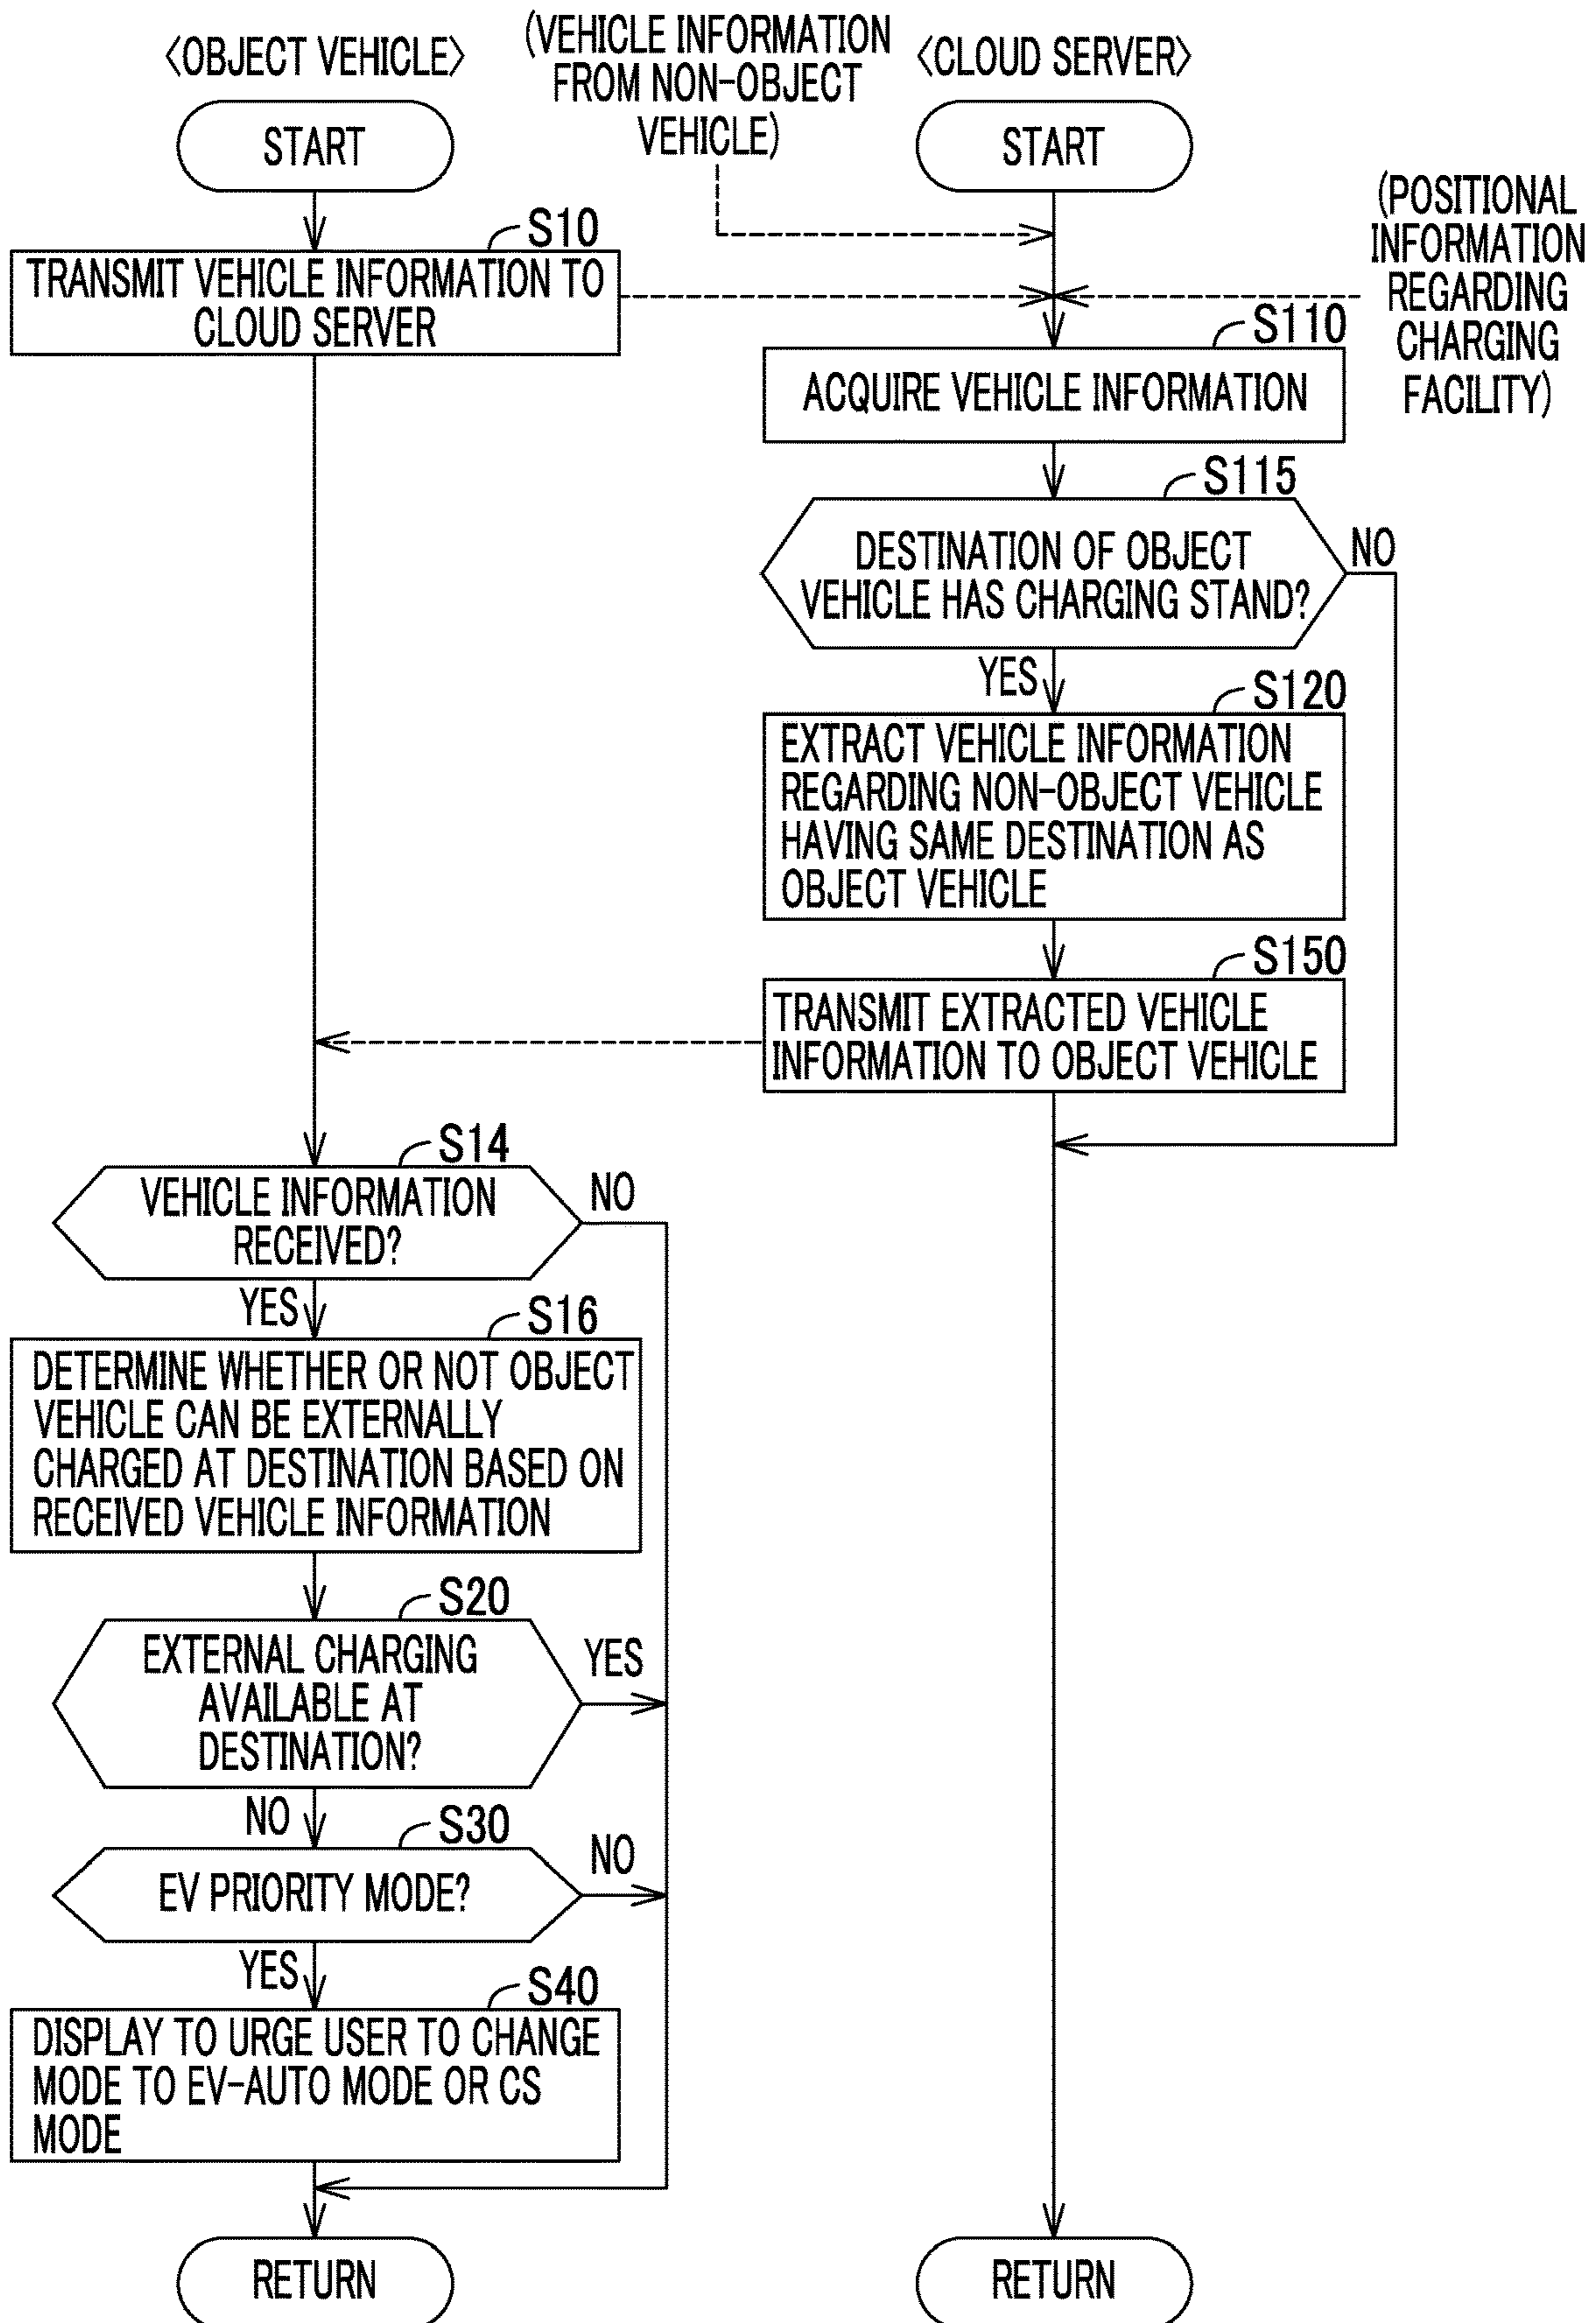 〈OBJECT VEHICLE〉
(VEHICLE INFORMATION
FROM NON-OBJECT
VEHICLE)
〈CLOUD SERVER〉
START
START
(POSITIONAL
INFORMATION
REGARDING
CHARGING
FACILITY)
S10
TRANSMIT VEHICLE INFORMATION TO
CLOUD SERVER
S110
ACQUIRE VEHICLE INFORMATION
S115
DESTINATION OF OBJECT
VEHICLE HAS CHARGING STAND?
NO
YES
S120
EXTRACT VEHICLE INFORMATION
REGARDING NON-OBJECT VEHICLE
HAVING SAME DESTINATION AS
OBJECT VEHICLE
S150
TRANSMIT EXTRACTED VEHICLE
INFORMATION TO OBJECT VEHICLE
S14
VEHICLE INFORMATION
RECEIVED?
NO
YES
S16
DETERMINE WHETHER OR NOT OBJECT
VEHICLE CAN BE EXTERNALLY
CHARGED AT DESTINATION BASED ON
RECEIVED VEHICLE INFORMATION
S20
EXTERNAL CHARGING
AVAILABLE AT
DESTINATION?
YES
NO
S30
EV PRIORITY MODE?
NO
YES
S40
DISPLAY TO URGE USER TO CHANGE
MODE TO EV-AUTO MODE OR CS
MODE
RETURN
RETURN